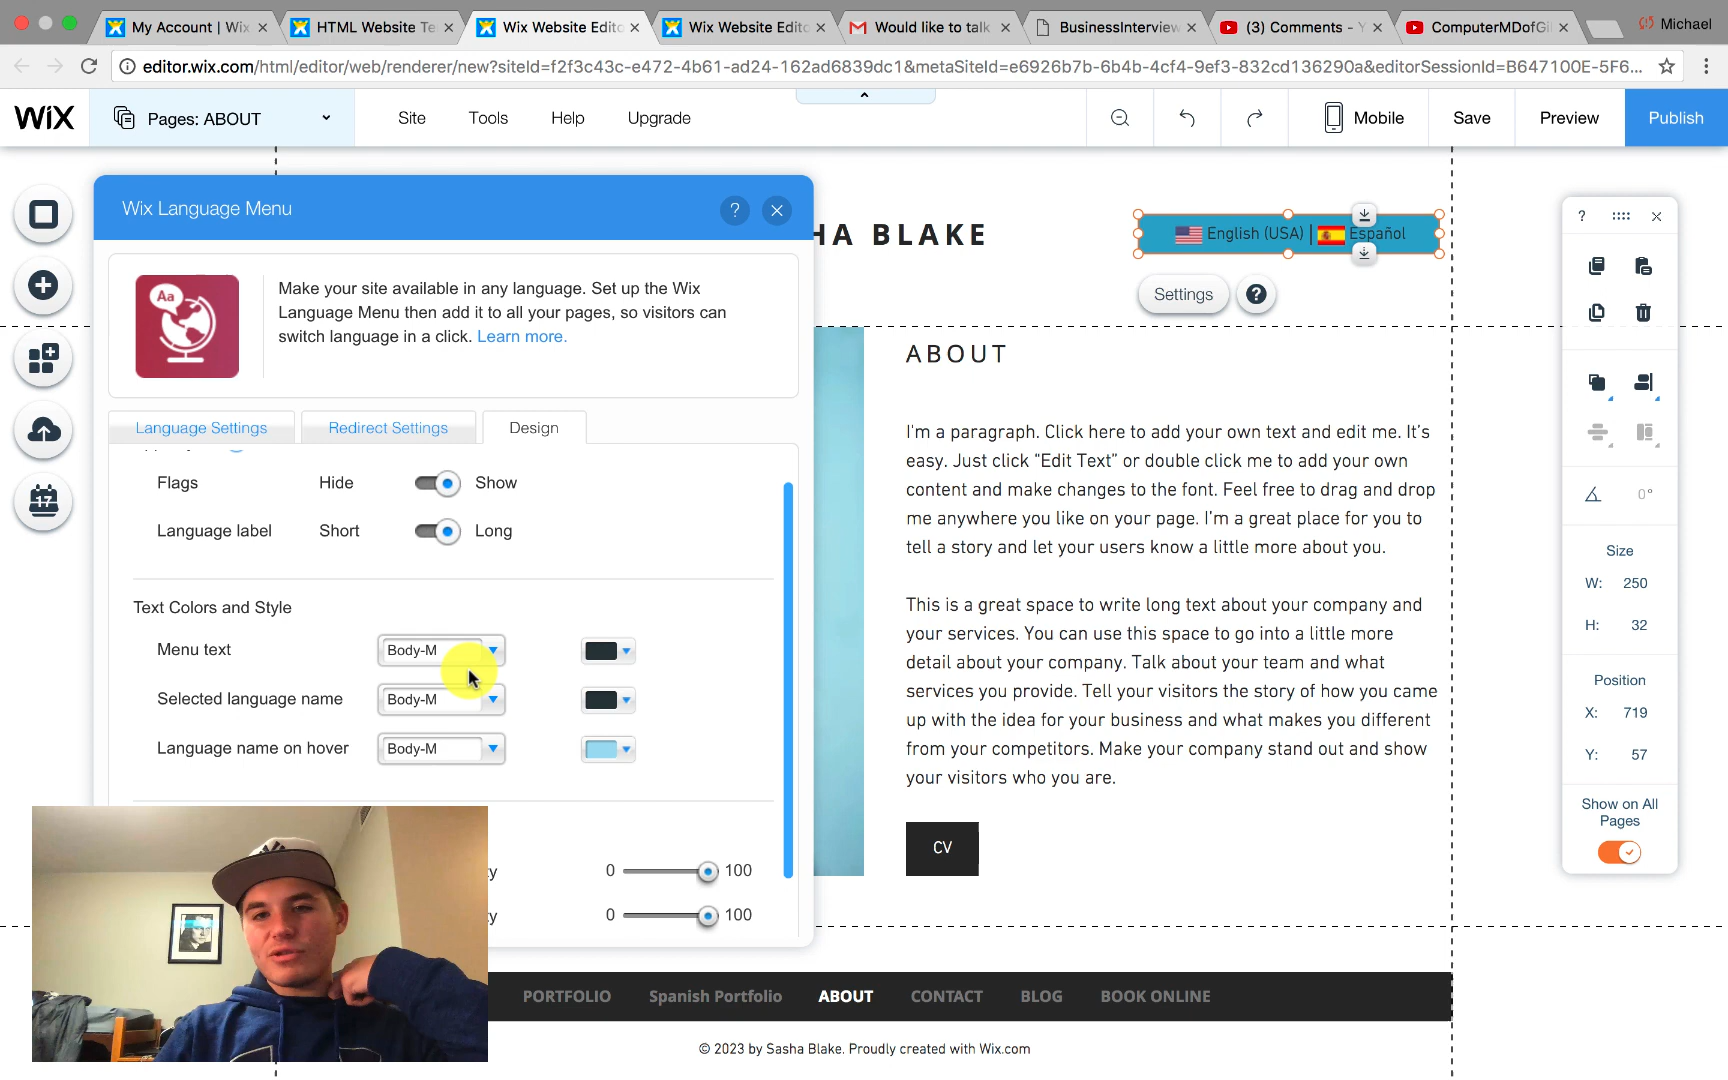 My Account | Wix
HTML Website Te
Wix Website Edito
Wix Website Edito
Would like to talk
BusinessInterview
(3) Comments - Y
ComputerMDofGil
Michael
editor.wix.com/html/editor/web/renderer/new?siteId=f2f3c43c-e472-4b61-ad24-162ad6839dc1&metaSiteId=e6926b7b-6b4b-4cf4-9ef3-832cd136290a&editorSessionId=B647100E-5F6...
WiX
Pages: ABOUT
Site
Tools
Help
Upgrade
Mobile
Save
Preview
Publish
Wix Language Menu
?
HA BLAKE
English (USA) | Español
Settings
?
Make your site available in any language. Set up the Wix
Language Menu then add it to all your pages, so visitors can
switch language in a click. Learn more.
Aa
Language Settings
Redirect Settings
Design
Flags
Hide
Show
Language label
Short
Long
Text Colors and Style
Menu text
Body-M
Selected language name
Body-M
Language name on hover
Body-M
ty
0
100
ty
0
100
17
ABOUT
I'm a paragraph. Click here to add your own text and edit me. It's
easy. Just click "Edit Text" or double click me to add your own
content and make changes to the font. Feel free to drag and drop
me anywhere you like on your page. I'm a great place for you to
tell a story and let your users know a little more about you.
This is a great space to write long text about your company and
your services. You can use this space to go into a little more
detail about your company. Talk about your team and what
services you provide. Tell your visitors the story of how you came
up with the idea for your business and what makes you different
from your competitors. Make your company stand out and show
your visitors who you are.
CV
?
0°
Size
W: 250
H: 32
Position
X: 719
Y: 57
Show on All
Pages
PORTFOLIO
Spanish Portfolio
ABOUT
CONTACT
BLOG
BOOK ONLINE
© 2023 by Sasha Blake. Proudly created with Wix.com